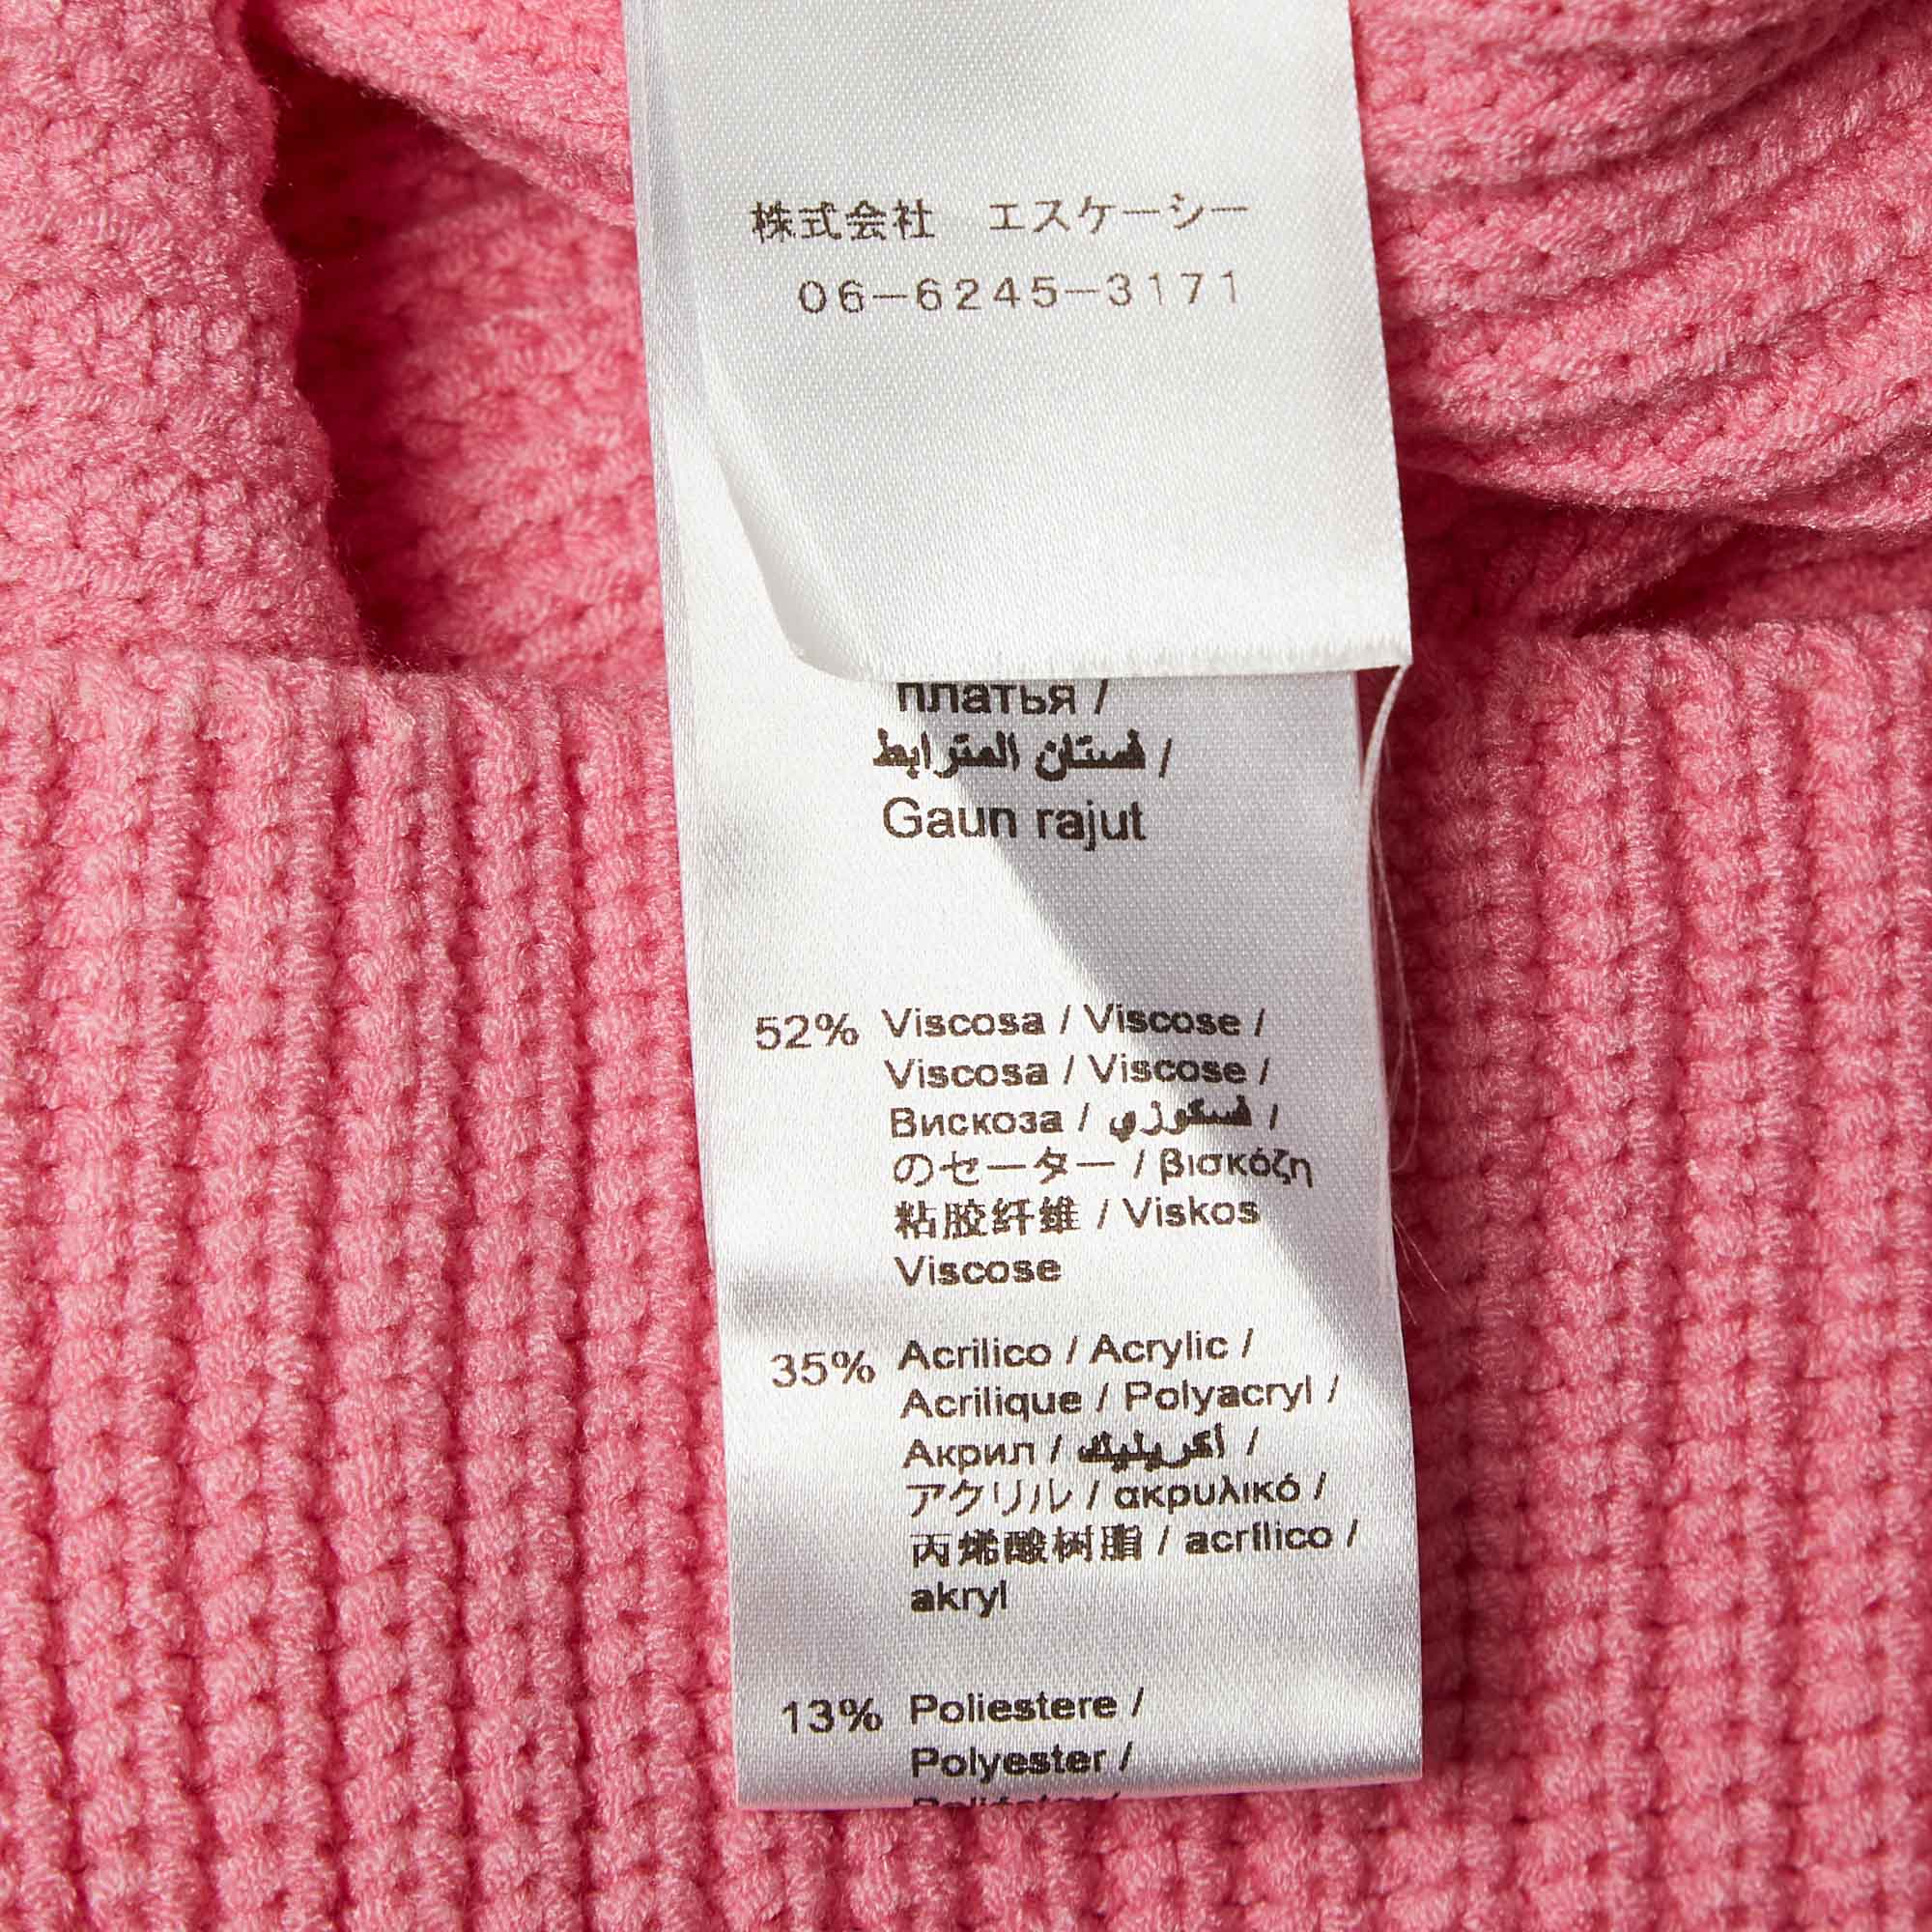 株式会社 エスケーシー
06-6245-3171
платья /
فستان المترابط /
Gaun rajut
52% Viscosa / Viscose /
Viscosa / Viscose /
Вискоза / فسكوزي /
のセーター / βισκόζη
粘胶纤维 / Viskos
Viscose
35% Acrilico / Acrylic /
Acrilique / Polyacryl /
Акрил / أكريليك /
アクリル / ακρυλικό /
丙烯酸树脂 / acrílico /
akryl
13% Poliestere /
Polyester /